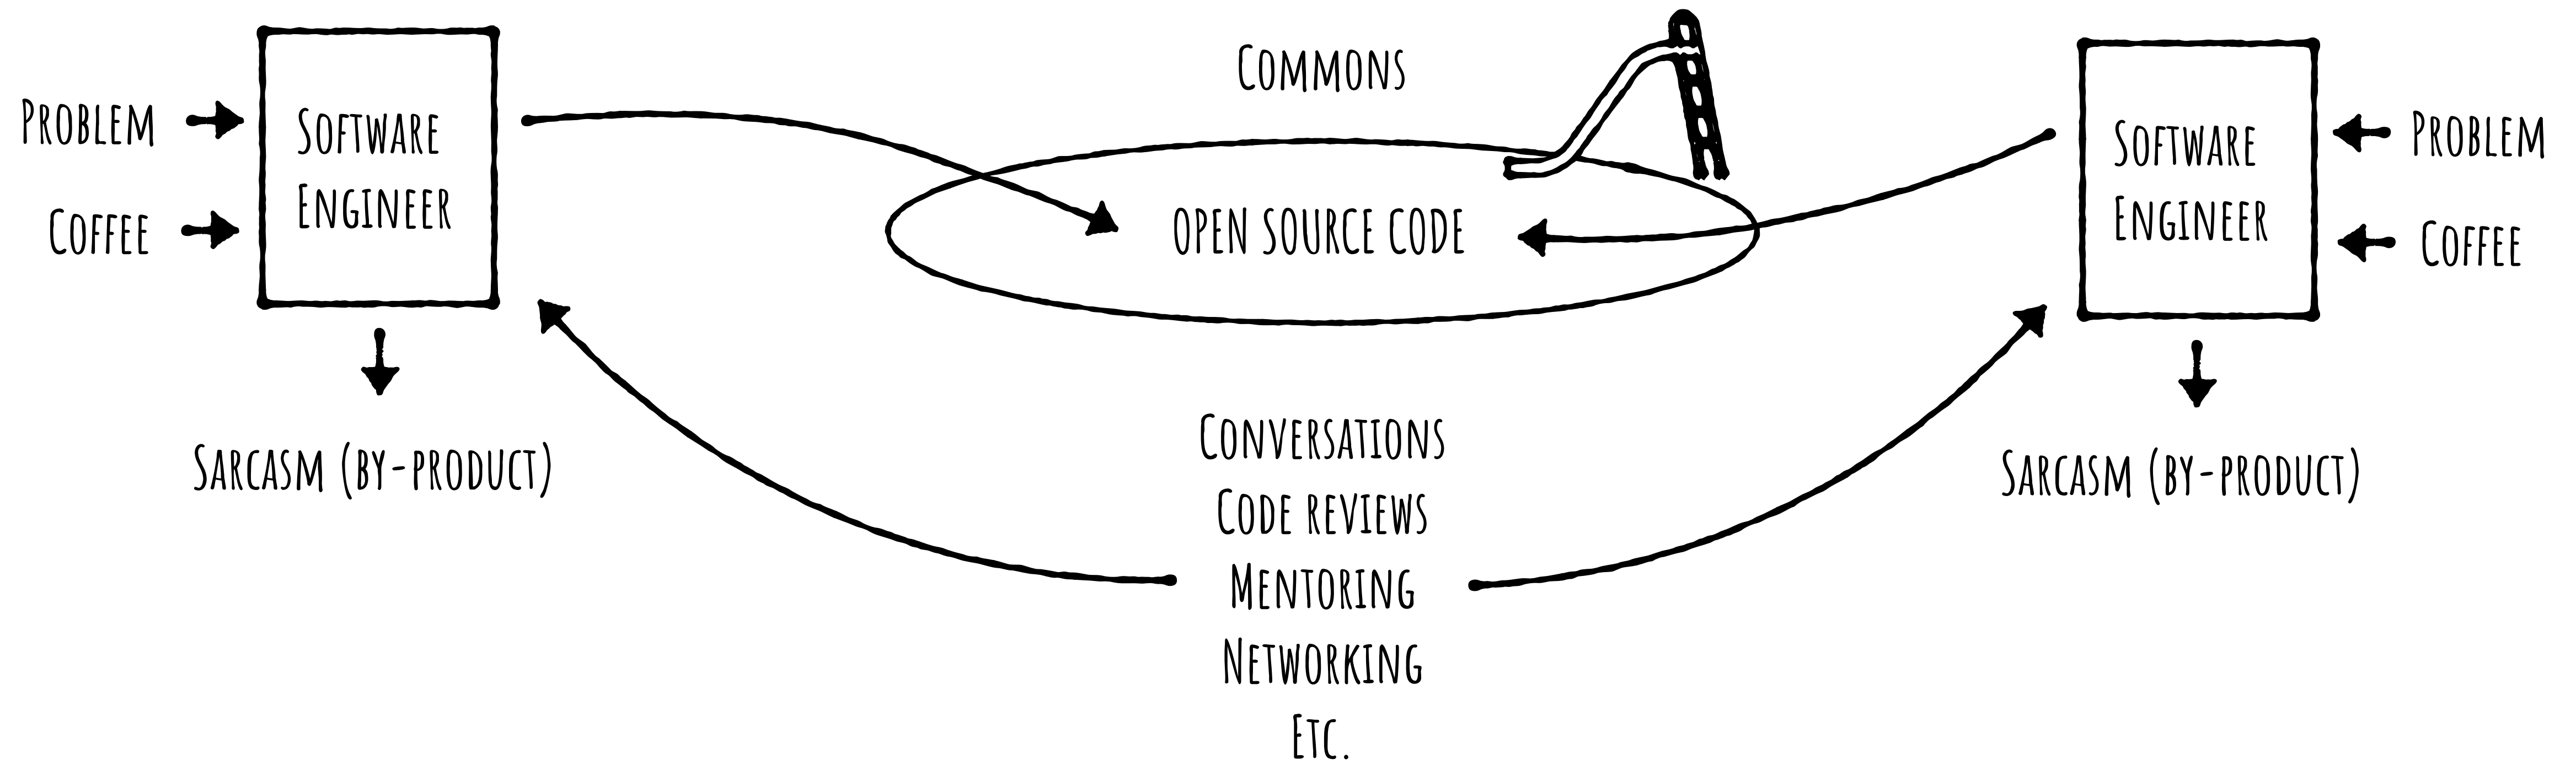 Problem
Coffee
Software
Engineer
Sarcasm (by-product)
Commons
open source code
Conversations
Code reviews
Mentoring
Networking
Etc.
Software
Engineer
Problem
Coffee
Sarcasm (by-product)